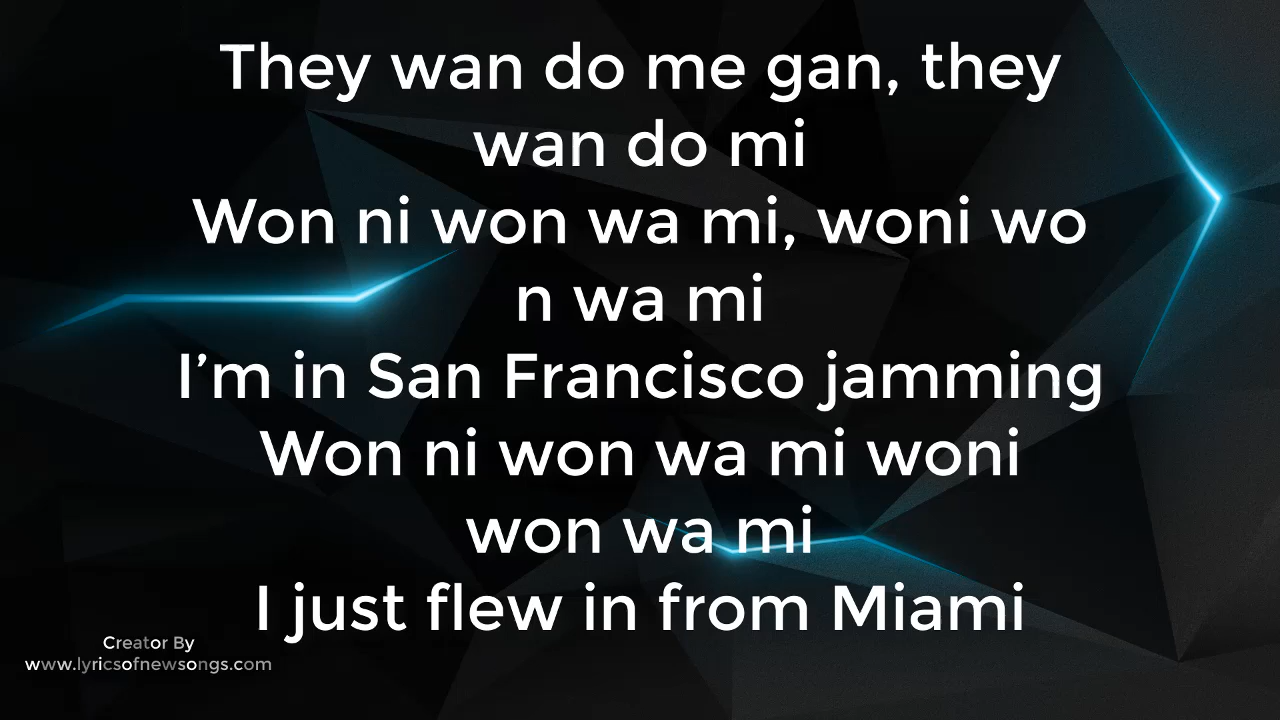 They wan do me gan, they
wan do mi
Won ni won wa mi, woni wo
n wa mi
I’m in San Francisco jamming
Won ni won wa mi woni
won wa mi
I just flew in from Miami
Creator By
www.lyricsofnewsongs.com